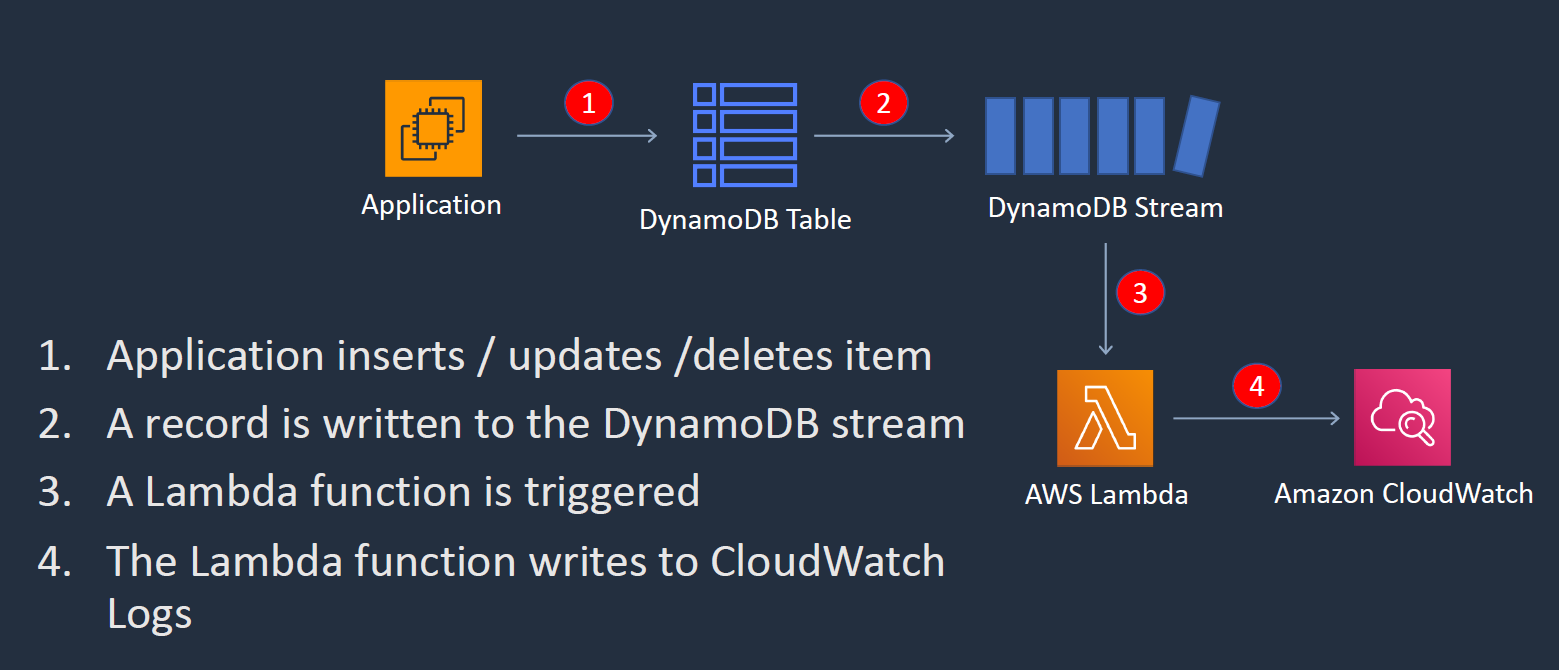 1
2
Application
DynamoDB Table
DynamoDB Stream
3
4
AWS Lambda
Amazon CloudWatch
1. Application inserts / updates /deletes item
2. A record is written to the DynamoDB stream
3. A Lambda function is triggered
4. The Lambda function writes to CloudWatch
Logs